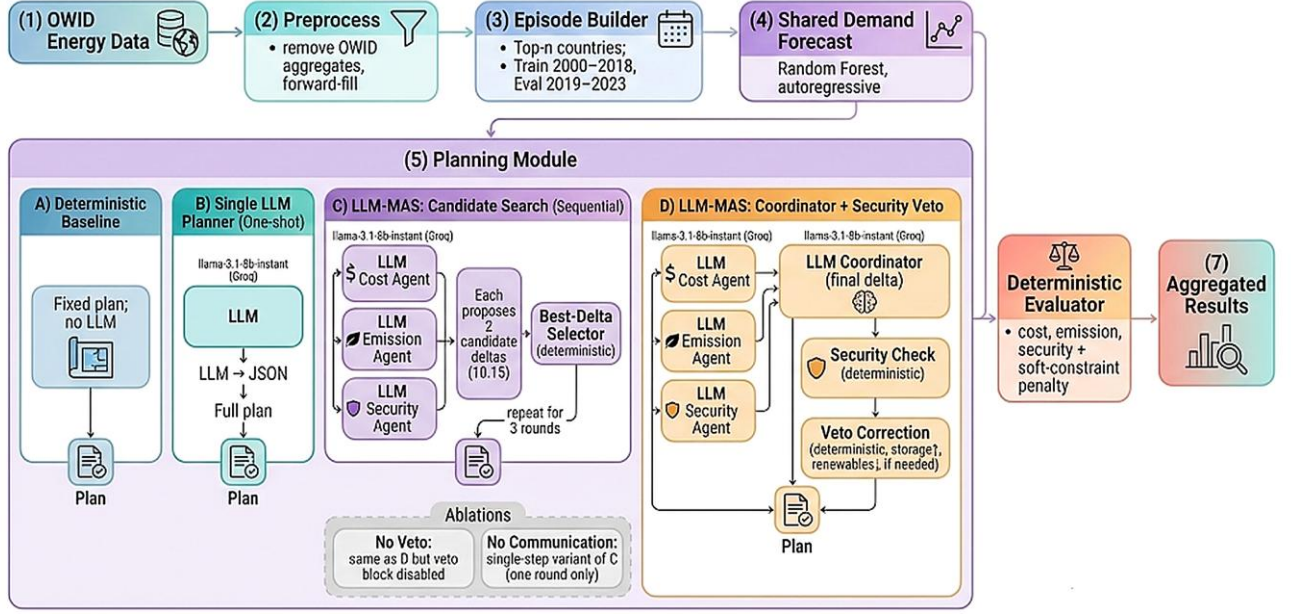 (1) OWID
Energy Data
(2) Preprocess
• remove OWID
aggregates,
forward-fill
(3) Episode Builder
• Top-n countries;
• Train 2000–2018,
Eval 2019–2023
(4) Shared Demand
Forecast
Random Forest,
autoregressive
(5) Planning Module
A) Deterministic
Baseline
Fixed plan;
no LLM
Plan
B) Single LLM
Planner (One-shot)
llama-3.1-8b-instant
(Groq)
LLM
LLM → JSON
Full plan
Plan
C) LLM-MAS: Candidate Search (Sequential)
llama-3.1-8b-instant (Groq)
$ LLM
Cost Agent
LLM
Emission
Agent
LLM
Security
Agent
Each
proposes
2
candidate
deltas
(10.15)
Best-Delta
Selector
(deterministic)
repeat for
3 rounds
Ablations
No Veto:
same as D but veto
block disabled
No Communication:
single-step variant of C
(one round only)
D) LLM-MAS: Coordinator + Security Veto
llama-3.1-8b-instant (Groq)
llama-3.1-8b-instant (Groq)
$ LLM
Cost Agent
LLM
Emission
Agent
LLM
Security
Agent
LLM Coordinator
(final delta)
Security Check
(deterministic)
Veto Correction
(deterministic, storage↑,
renewables↓, if needed)
Plan
Deterministic
Evaluator
• cost, emission,
security +
soft-constraint
penalty
(7)
Aggregated
Results